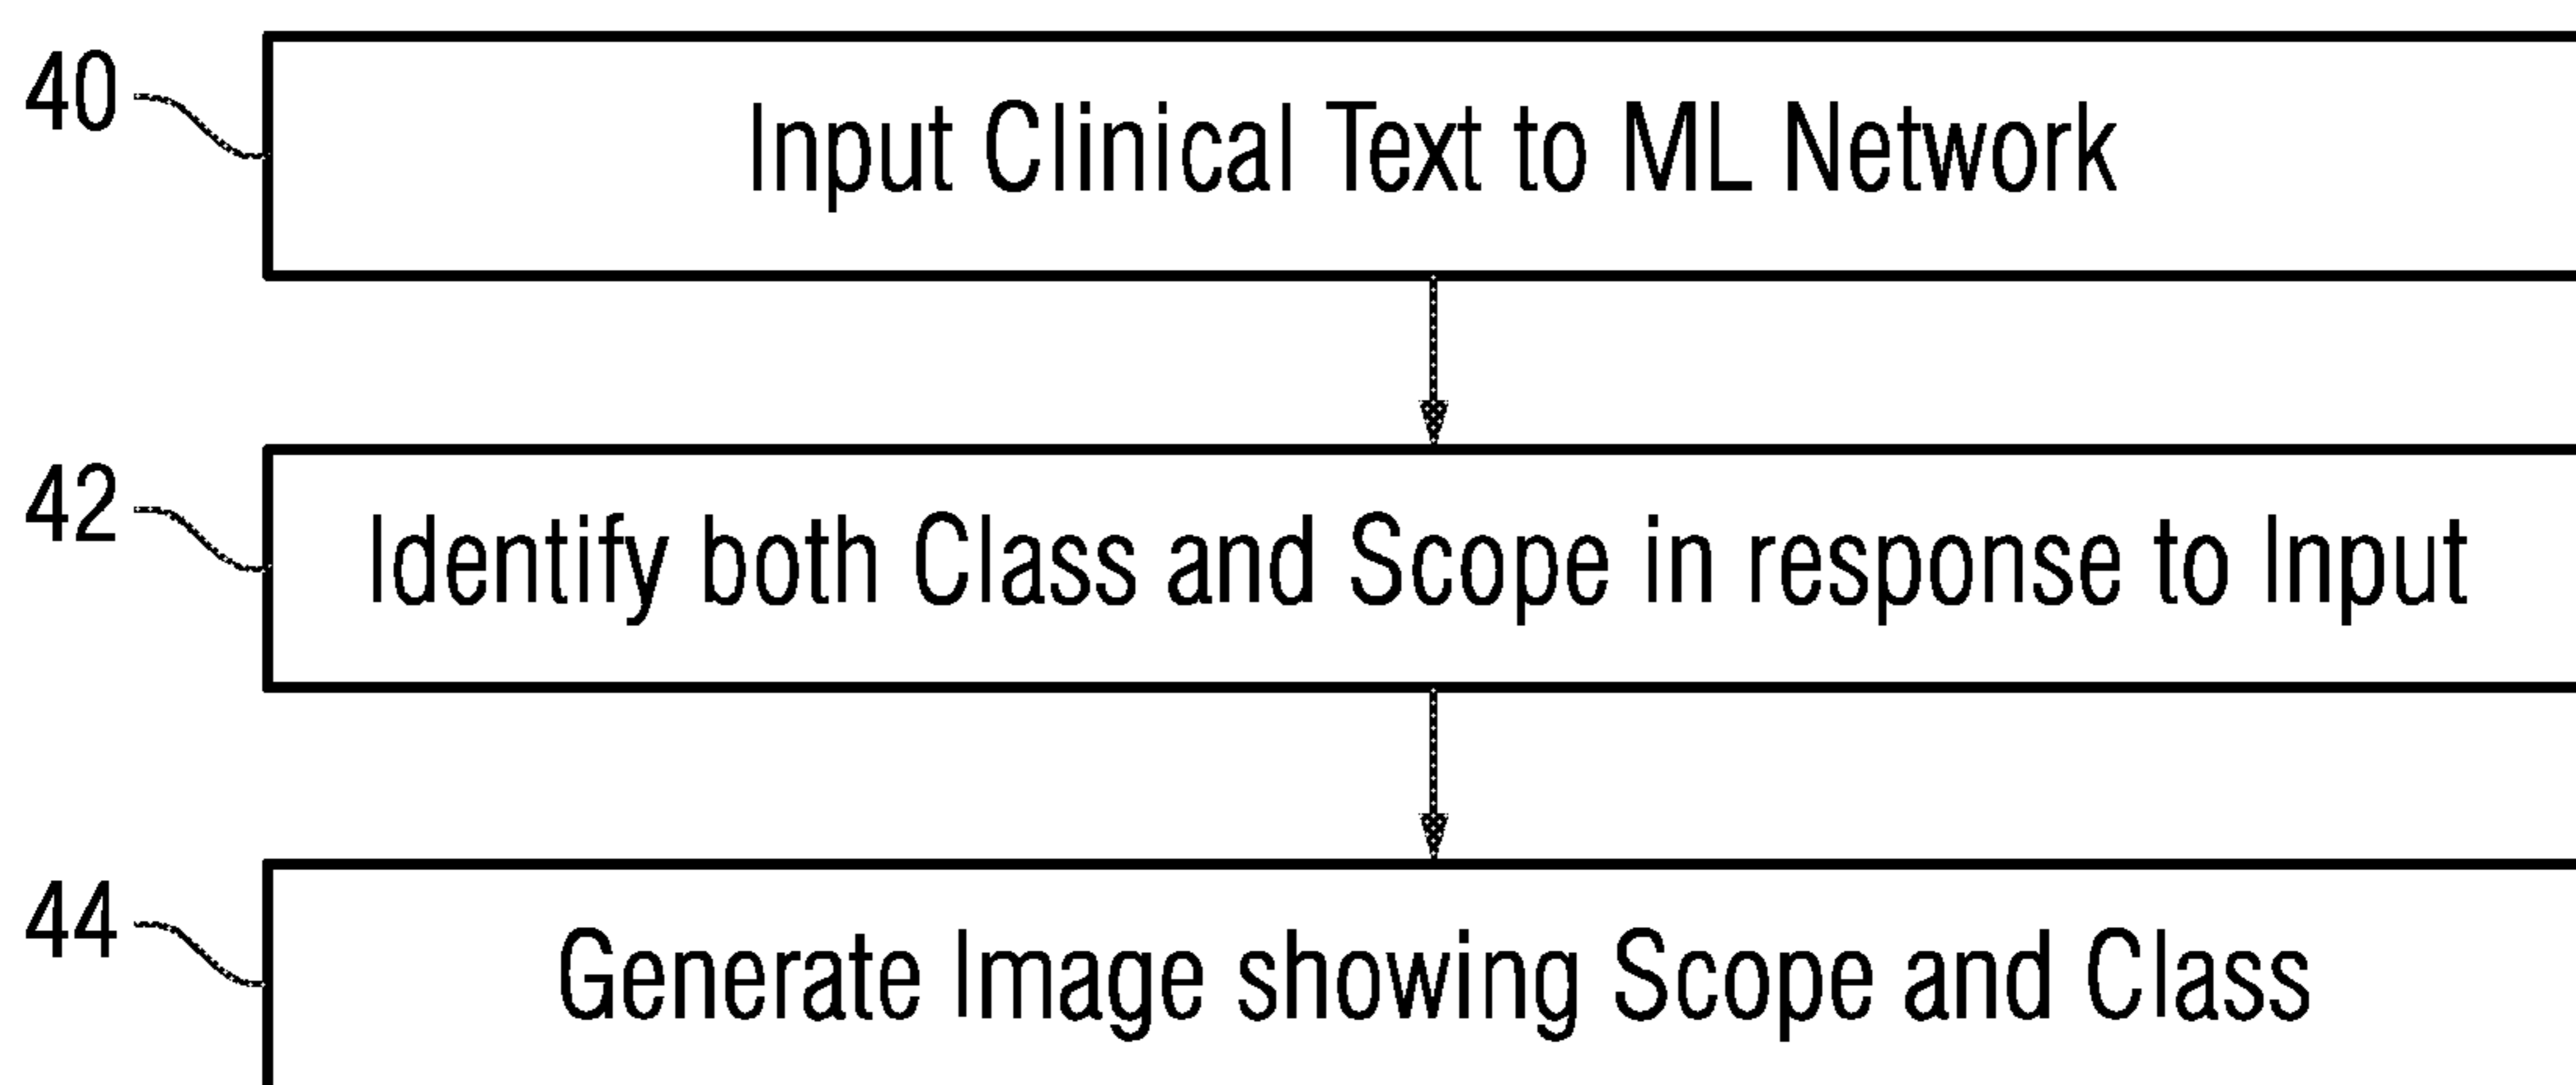 40 Input Clinical Text to ML Network
42 Identify both Class and Scope in response to Input
44 Generate Image showing Scope and Class